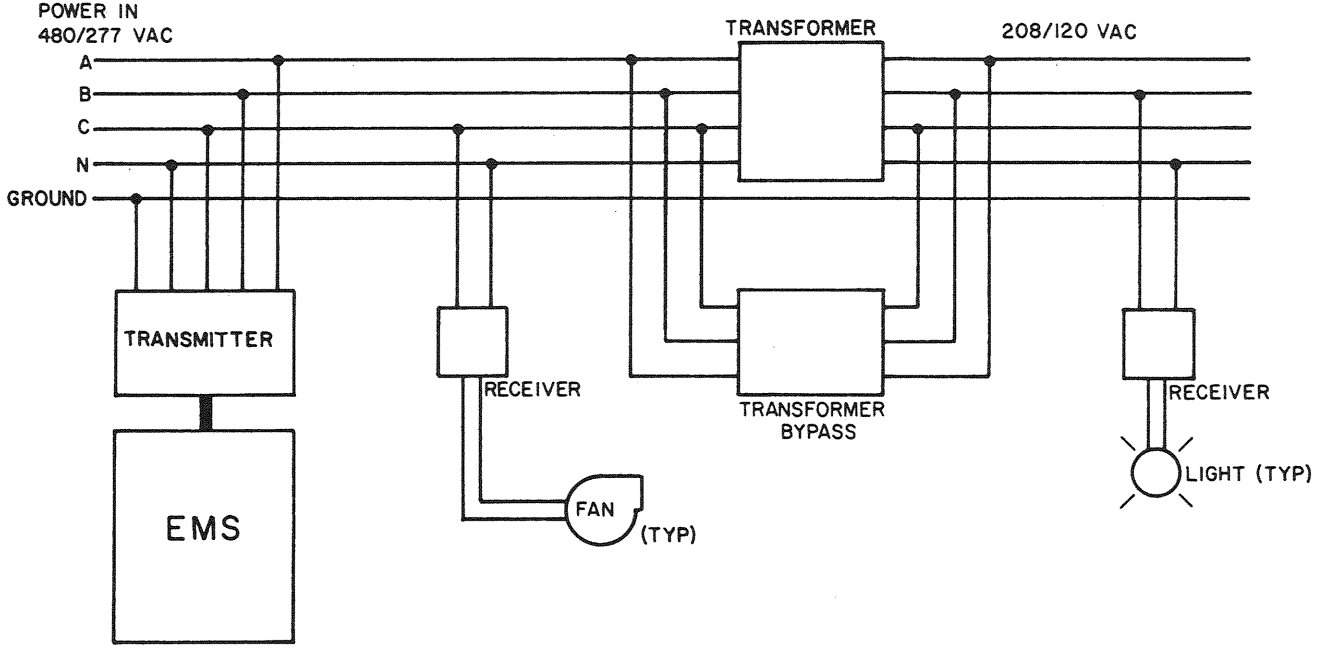 POWER IN
480/277 VAC
TRANSFORMER
208/120 VAC
A
B
C
N
GROUND
TRANSMITTER
RECEIVER
TRANSFORMER
BYPASS
RECEIVER
LIGHT (TYP)
EMS
FAN
(TYP)